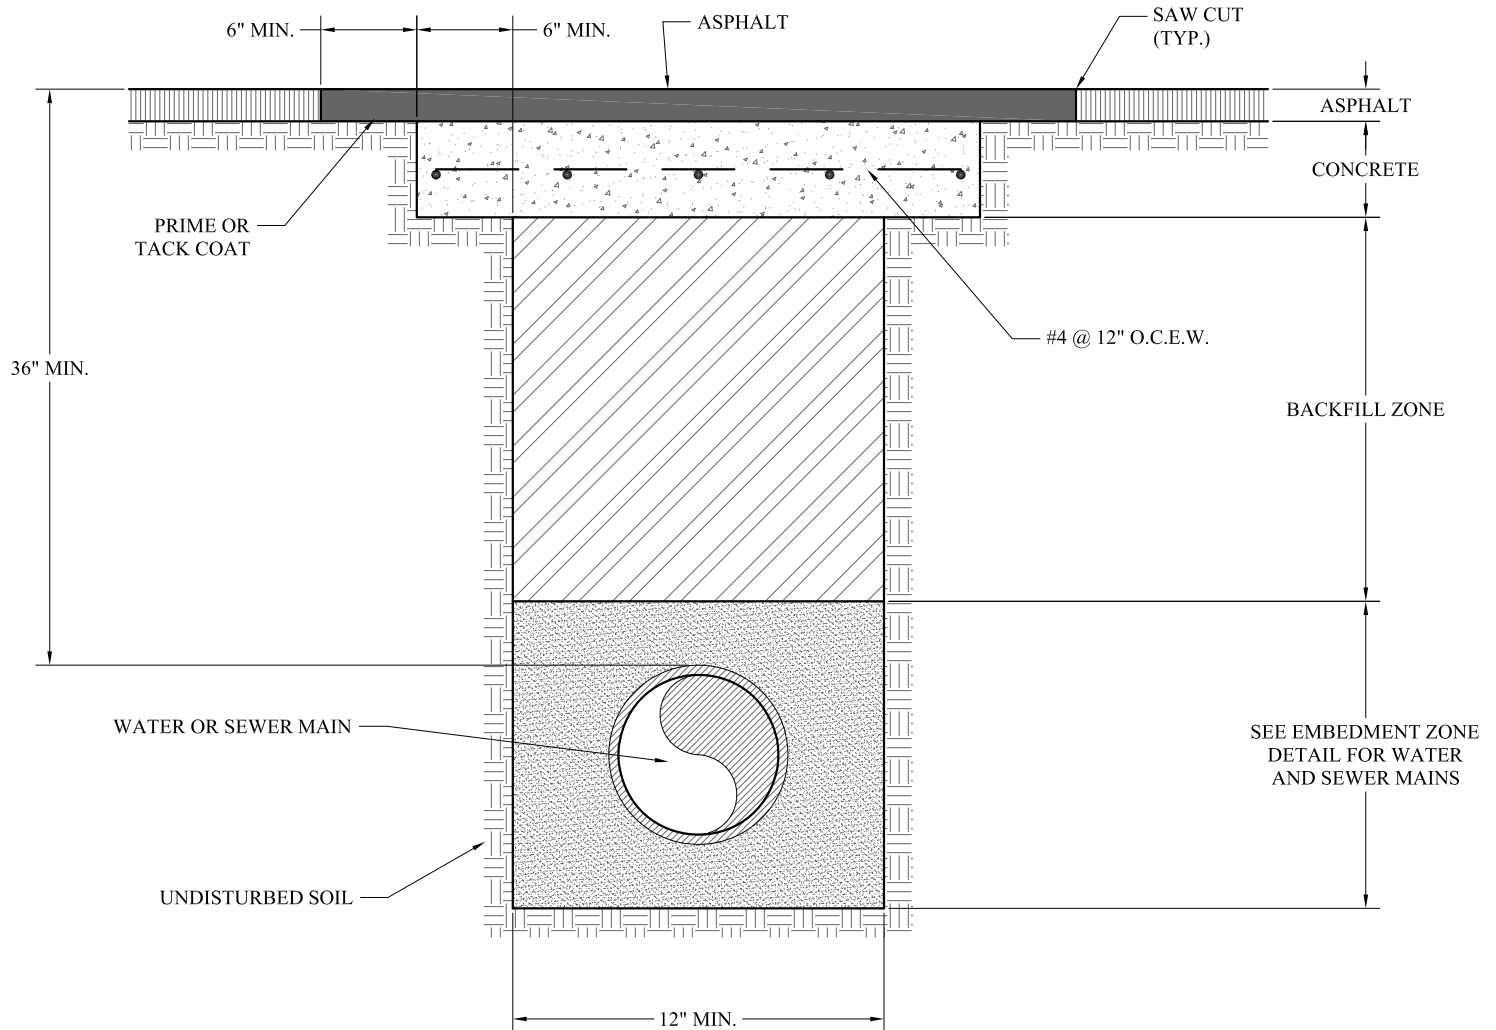 6" MIN.
6" MIN.
ASPHALT
SAW CUT
(TYP.)
ASPHALT
CONCRETE
PRIME OR
TACK COAT
#4 @ 12" O.C.E.W.
36" MIN.
BACKFILL ZONE
WATER OR SEWER MAIN
SEE EMBEDMENT ZONE
DETAIL FOR WATER
AND SEWER MAINS
UNDISTURBED SOIL
12" MIN.